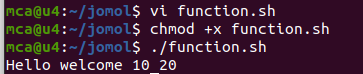 mca@u4:~/jomol$ vi function.sh
mca@u4:~/jomol$ chmod +x function.sh
mca@u4:~/jomol$ ./function.sh
Hello welcome 10 20